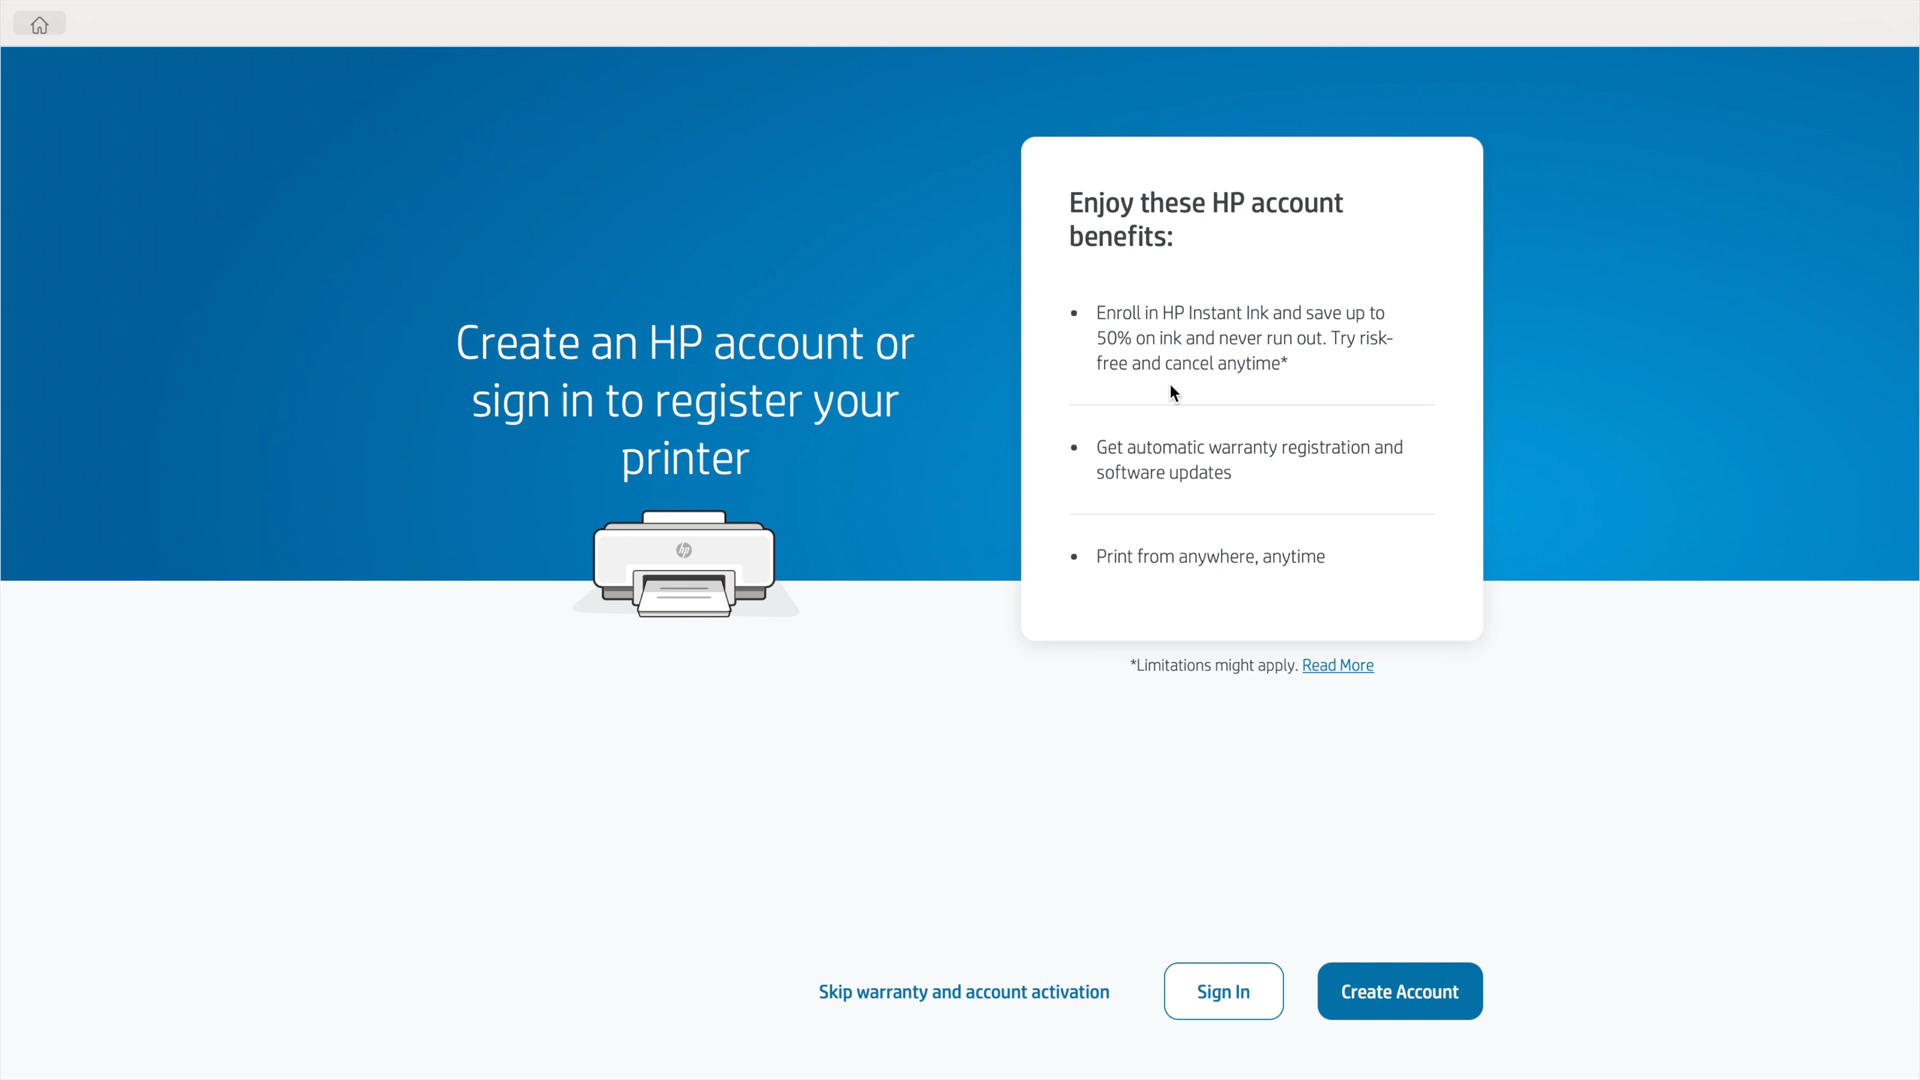 Create an HP account or
sign in to register your
printer
hp
Enjoy these HP account
benefits:
• Enroll in HP Instant Ink and save up to
50% on ink and never run out. Try risk-
free and cancel anytime*
• Get automatic warranty registration and
software updates
• Print from anywhere, anytime
*Limitations might apply. Read More
Skip warranty and account activation
Sign In
Create Account